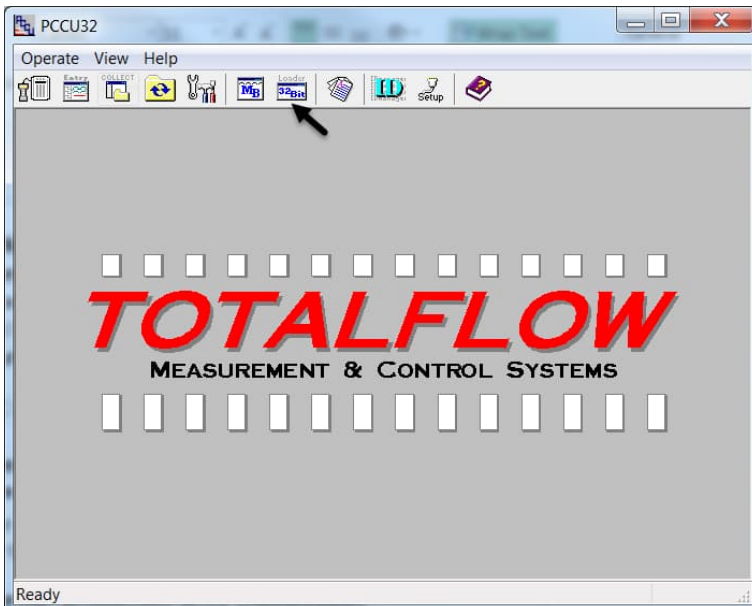 PCCU32
Operate View Help
Entry COLLECT MB Loader 32Bit ID Setup
TOTALFLOW
MEASUREMENT & CONTROL SYSTEMS
Ready